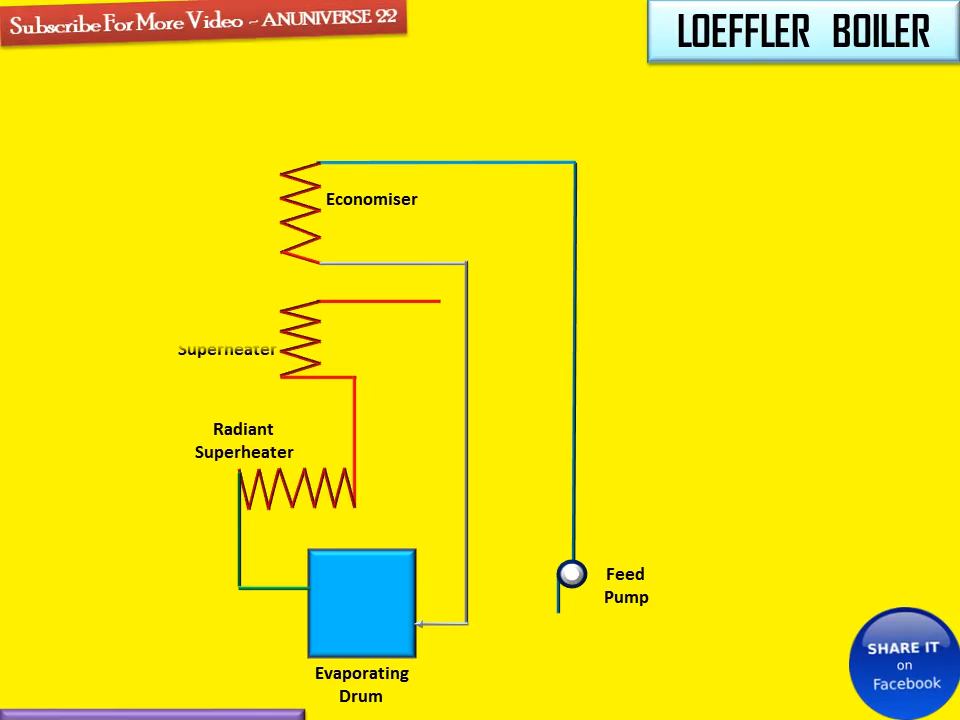 Subscribe For More Video ~ ANUNIVERSE 22
LOEFFLER BOILER
Economiser
Superheater
Radiant
Superheater
Feed
Pump
Evaporating
Drum
SHARE IT
on
Facebook